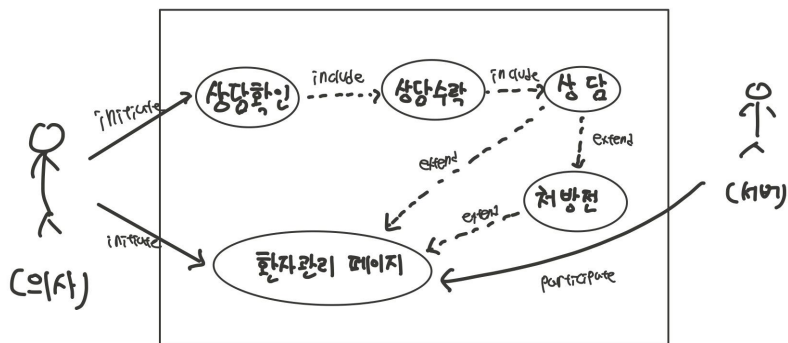 상담확인
include
상담수락
include
상담
initiate
extend
extend
처방전
extend
initiate
환자관리 페이지
participate
(의사)
(서버)